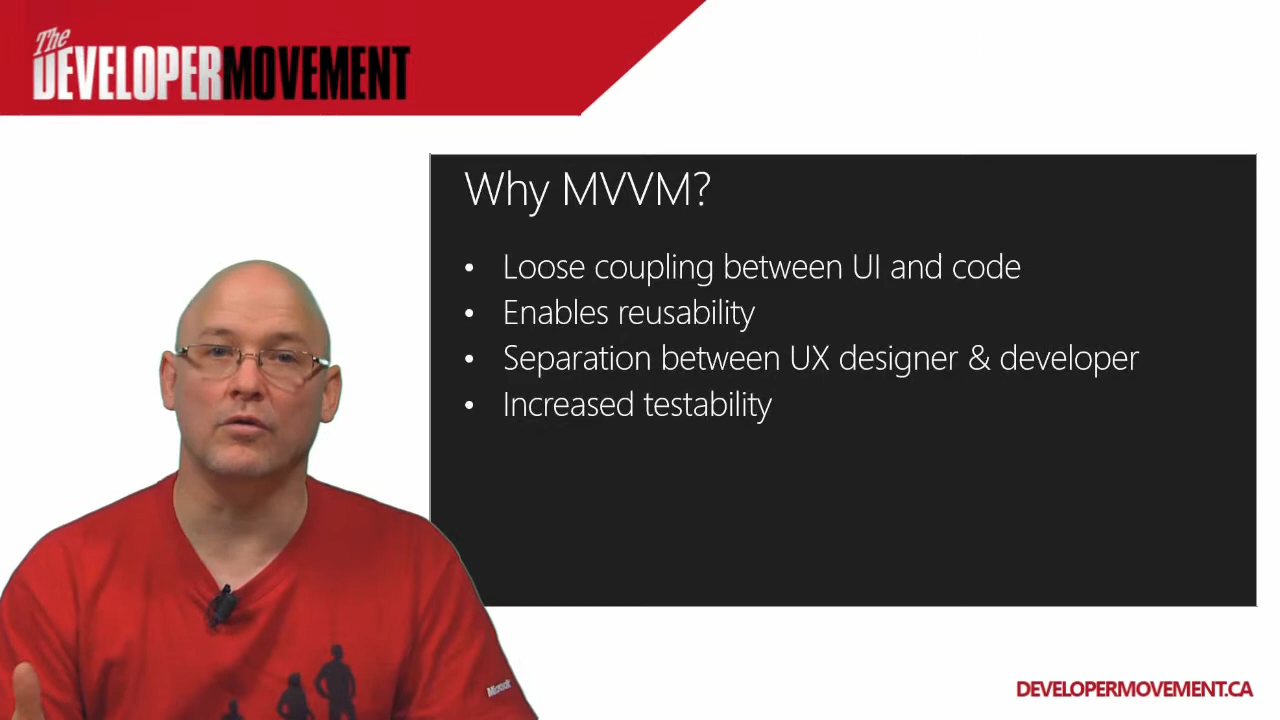 The
DEVELOPERMOVEMENT
Why MVVM?
• Loose coupling between UI and code
• Enables reusability
• Separation between UX designer & developer
• Increased testability
Microsoft
DEVELOPERMOVEMENT.CA